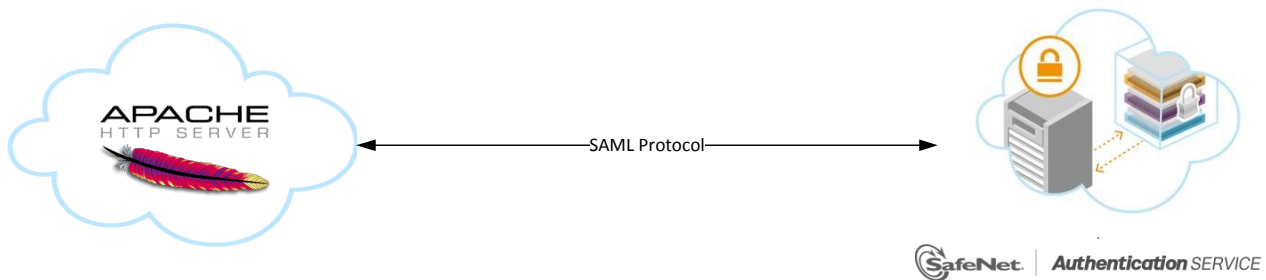 APACHE
HTTP SERVER
SAML Protocol
SafeNet. Authentication SERVICE